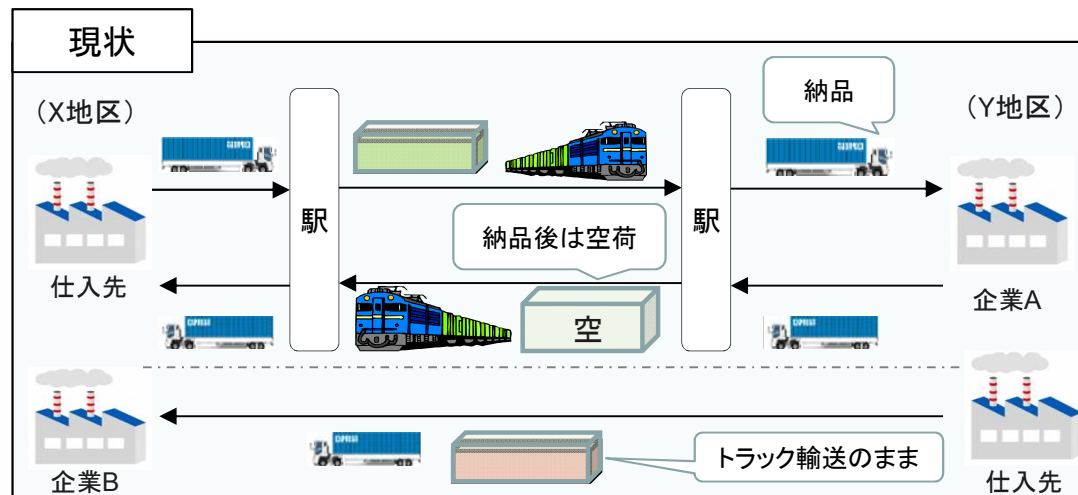 現状
(X地区)
納品
(Y地区)
駅
駅
納品後は空荷
仕入先
企業A
空
トラック輸送のまま
企業B
仕入先